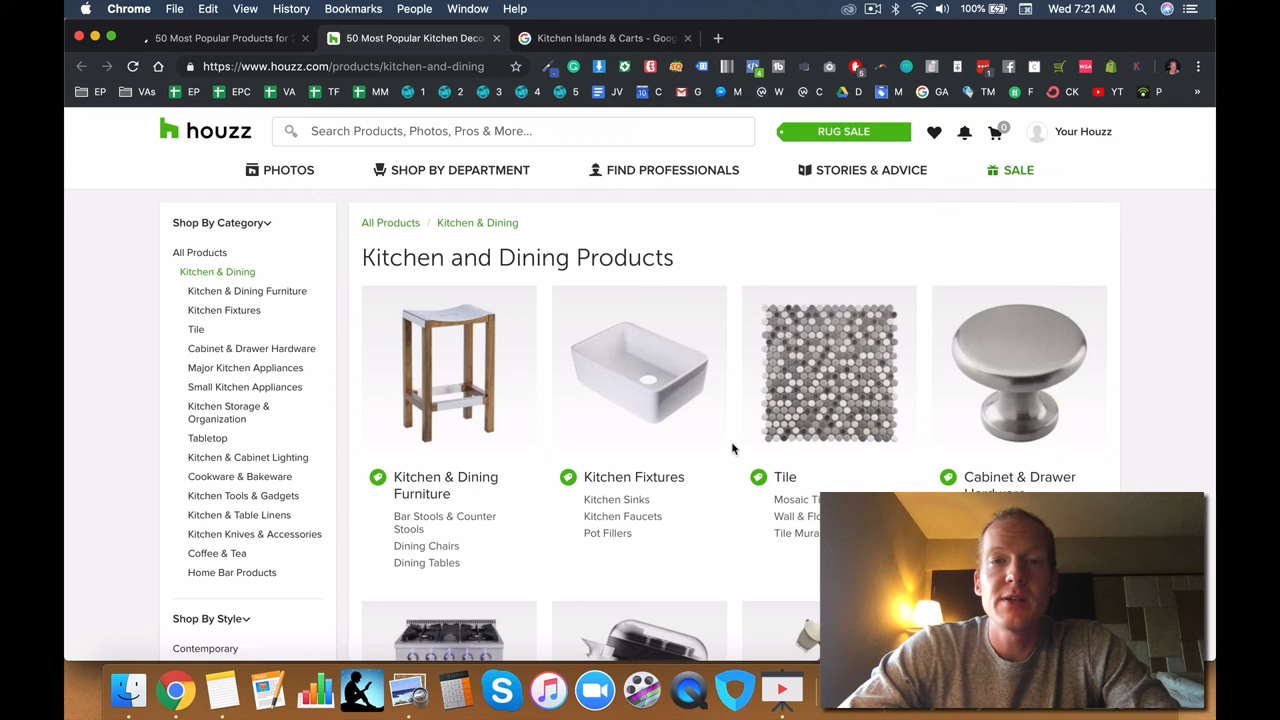 Chrome File Edit View History Bookmarks People Window Help 100% Wed 7:21 AM
50 Most Popular Products for 2 50 Most Popular Kitchen Deco Kitchen Islands & Carts - Goog
https://www.houzz.com/products/kitchen-and-dining
EP VAs EP EPC VA TF MM 1 2 3 4 5 JV C G M W C D M GA TM F CK YT P »
houzz Search Products, Photos, Pros & More... RUG SALE 0 Your Houzz
PHOTOS SHOP BY DEPARTMENT FIND PROFESSIONALS STORIES & ADVICE SALE
Shop By Category
All Products
Kitchen & Dining
Kitchen & Dining Furniture
Kitchen Fixtures
Tile
Cabinet & Drawer Hardware
Major Kitchen Appliances
Small Kitchen Appliances
Kitchen Storage &
Organization
Tabletop
Kitchen & Cabinet Lighting
Cookware & Bakeware
Kitchen Tools & Gadgets
Kitchen & Table Linens
Kitchen Knives & Accessories
Coffee & Tea
Home Bar Products
Shop By Style
Contemporary
All Products / Kitchen & Dining
Kitchen and Dining Products
Kitchen & Dining
Furniture
Bar Stools & Counter
Stools
Dining Chairs
Dining Tables
Kitchen Fixtures
Kitchen Sinks
Kitchen Faucets
Pot Fillers
Tile
Mosaic Ti
Wall & Flo
Tile Mura
Cabinet & Drawer